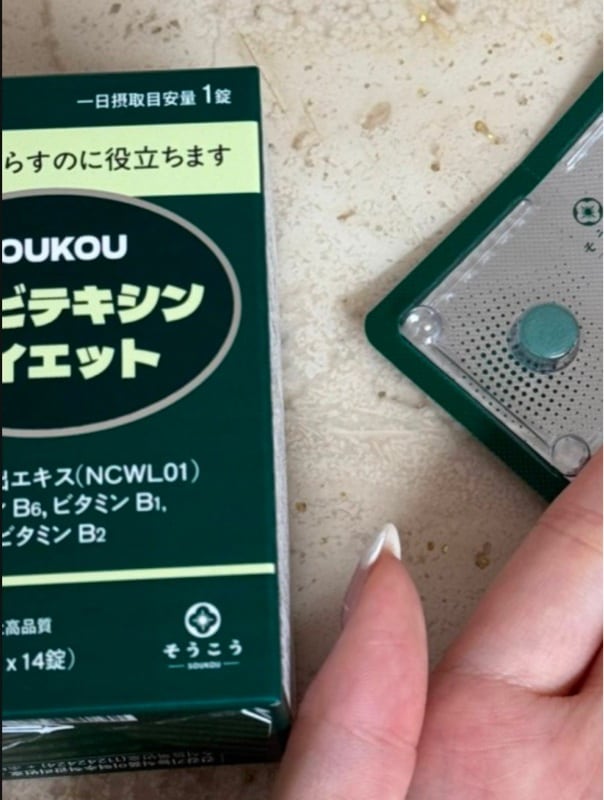 一日摂取目安量 1錠
らすのに役立ちます
OUKOU
ビテキシン
イエット
出エキス(NCWL01)
B6, ビタミン B1,
ビタミン B2
高品質
x 14錠)
そうこう
SOUKOU